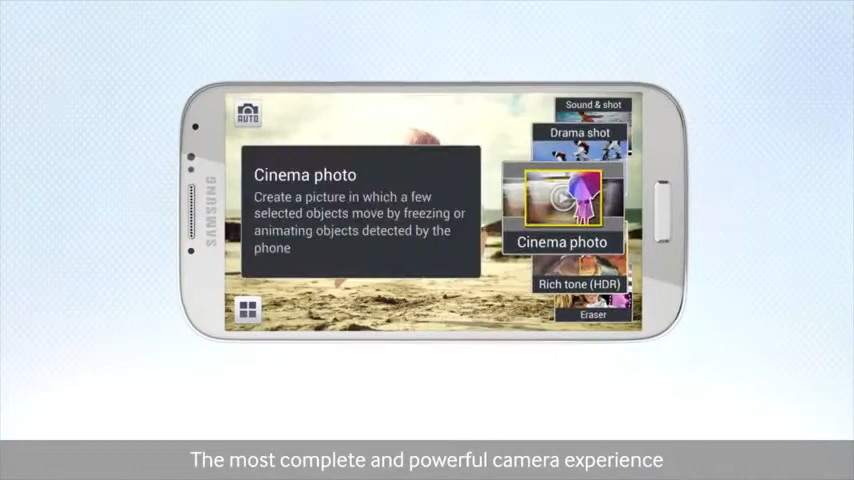 SAMSUNG
AUTO
Cinema photo
Create a picture in which a few
selected objects move by freezing or
animating objects detected by the
phone
Sound & shot
Drama shot
Cinema photo
Rich tone (HDR)
Eraser
The most complete and powerful camera experience